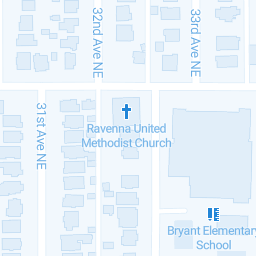 32nd Ave NE
33rd Ave NE
31st Ave NE
Ravenna United
Methodist Church
Bryant Elementary
School